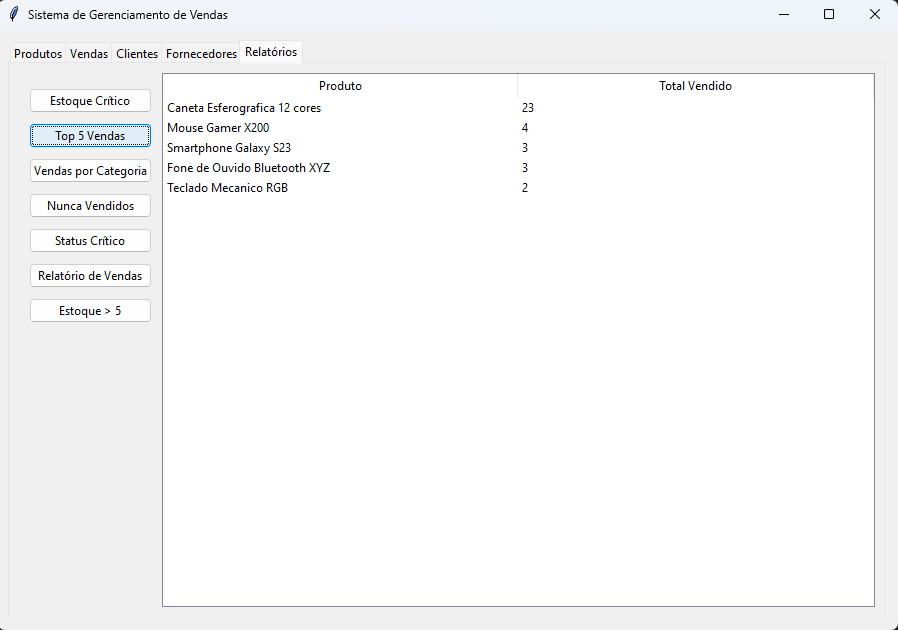 Sistema de Gerenciamento de Vendas
Produtos Vendas Clientes Fornecedores Relatórios
Estoque Crítico
Top 5 Vendas
Vendas por Categoria
Nunca Vendidos
Status Crítico
Relatório de Vendas
Estoque > 5
Produto Total Vendido
Caneta Esferografica 12 cores 23
Mouse Gamer X200 4
Smartphone Galaxy S23 3
Fone de Ouvido Bluetooth XYZ 3
Teclado Mecanico RGB 2